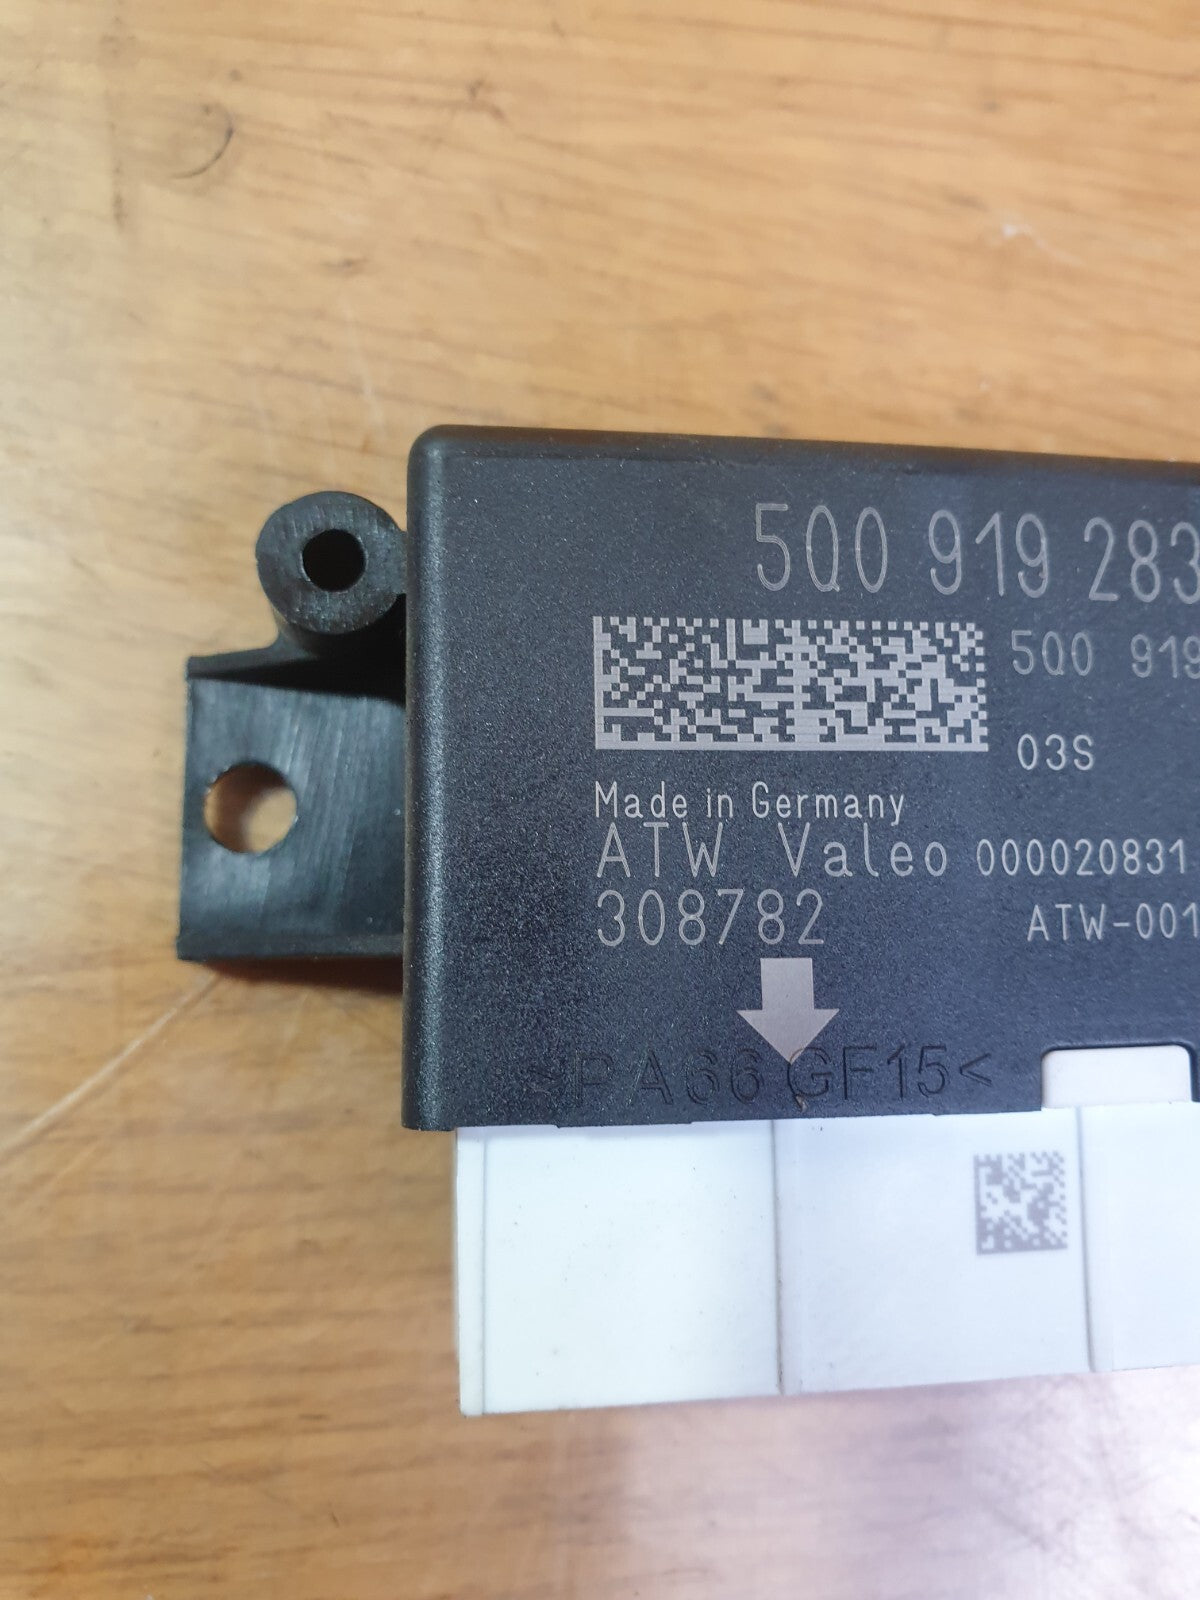 5Q0 919 283
5Q0 919
03S
Made in Germany
ATW Valeo 000020831
308782 ATW-001
>PA66 GF15<